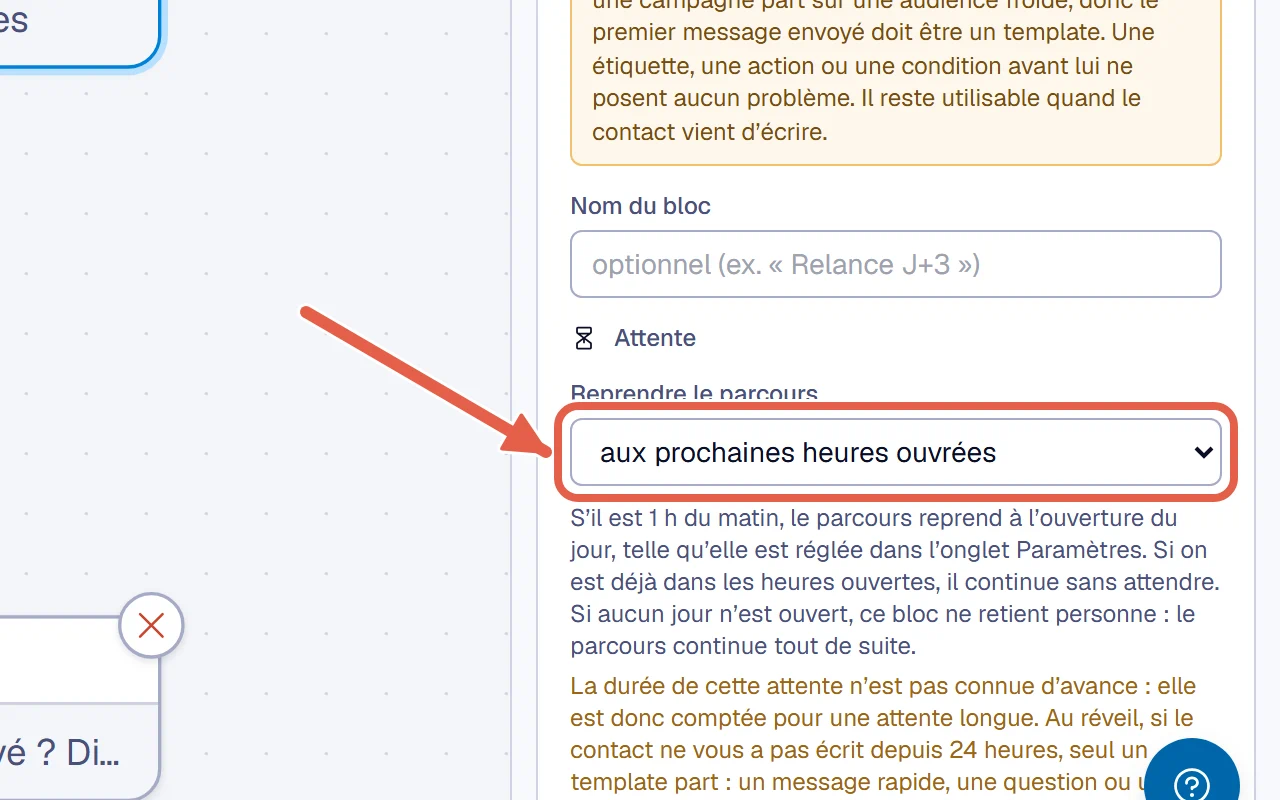 es
une campagne part sur une audience froide, donc le
premier message envoyé doit être un template. Une
étiquette, une action ou une condition avant lui ne
posent aucun problème. Il reste utilisable quand le
contact vient d’écrire.
Nom du bloc
optionnel (ex. « Relance J+3 »)
Attente
Reprendre le parcours
aux prochaines heures ouvrées
S’il est 1 h du matin, le parcours reprend à l’ouverture du
jour, telle qu’elle est réglée dans l’onglet Paramètres. Si on
est déjà dans les heures ouvertes, il continue sans attendre.
Si aucun jour n’est ouvert, ce bloc ne retient personne : le
parcours continue tout de suite.
La durée de cette attente n’est pas connue d’avance : elle
est donc comptée pour une attente longue. Au réveil, si le
contact ne vous a pas écrit depuis 24 heures, seul un
template part : un message rapide, une question ou
vé ? Di...